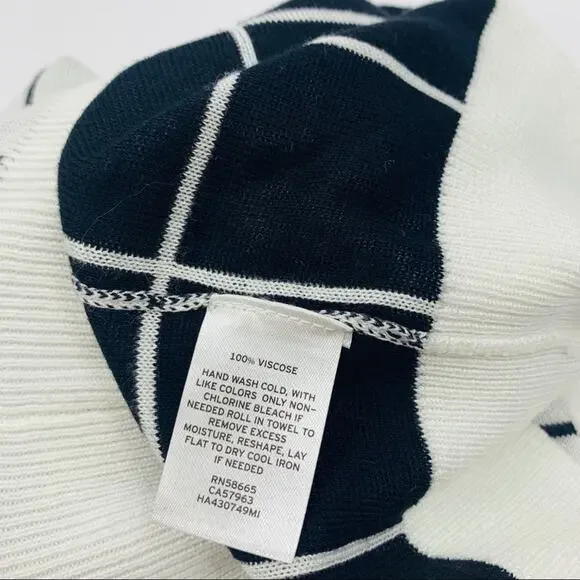 100% VISCOSE
HAND WASH COLD, WITH
LIKE COLORS ONLY NON-
CHLORINE BLEACH IF
NEEDED ROLL IN TOWEL TO
REMOVE EXCESS
MOISTURE, RESHAPE, LAY
FLAT TO DRY COOL IRON
IF NEEDED
RN58665
CA57963
HA430749MI